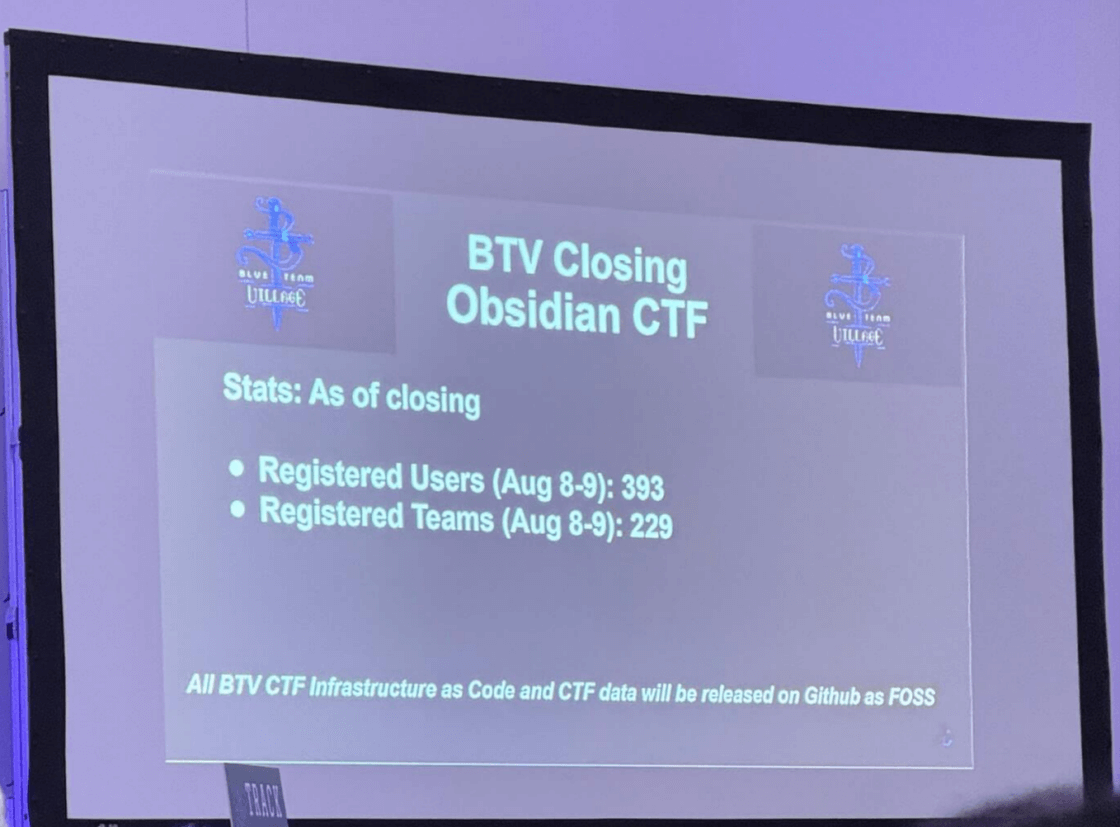 BLUE TEAM
VILLAGE
BTV Closing
Obsidian CTF
BLUE TEAM
VILLAGE
Stats: As of closing
● Registered Users (Aug 8-9): 393
● Registered Teams (Aug 8-9): 229
All BTV CTF Infrastructure as Code and CTF data will be released on Github as FOSS
TRACK